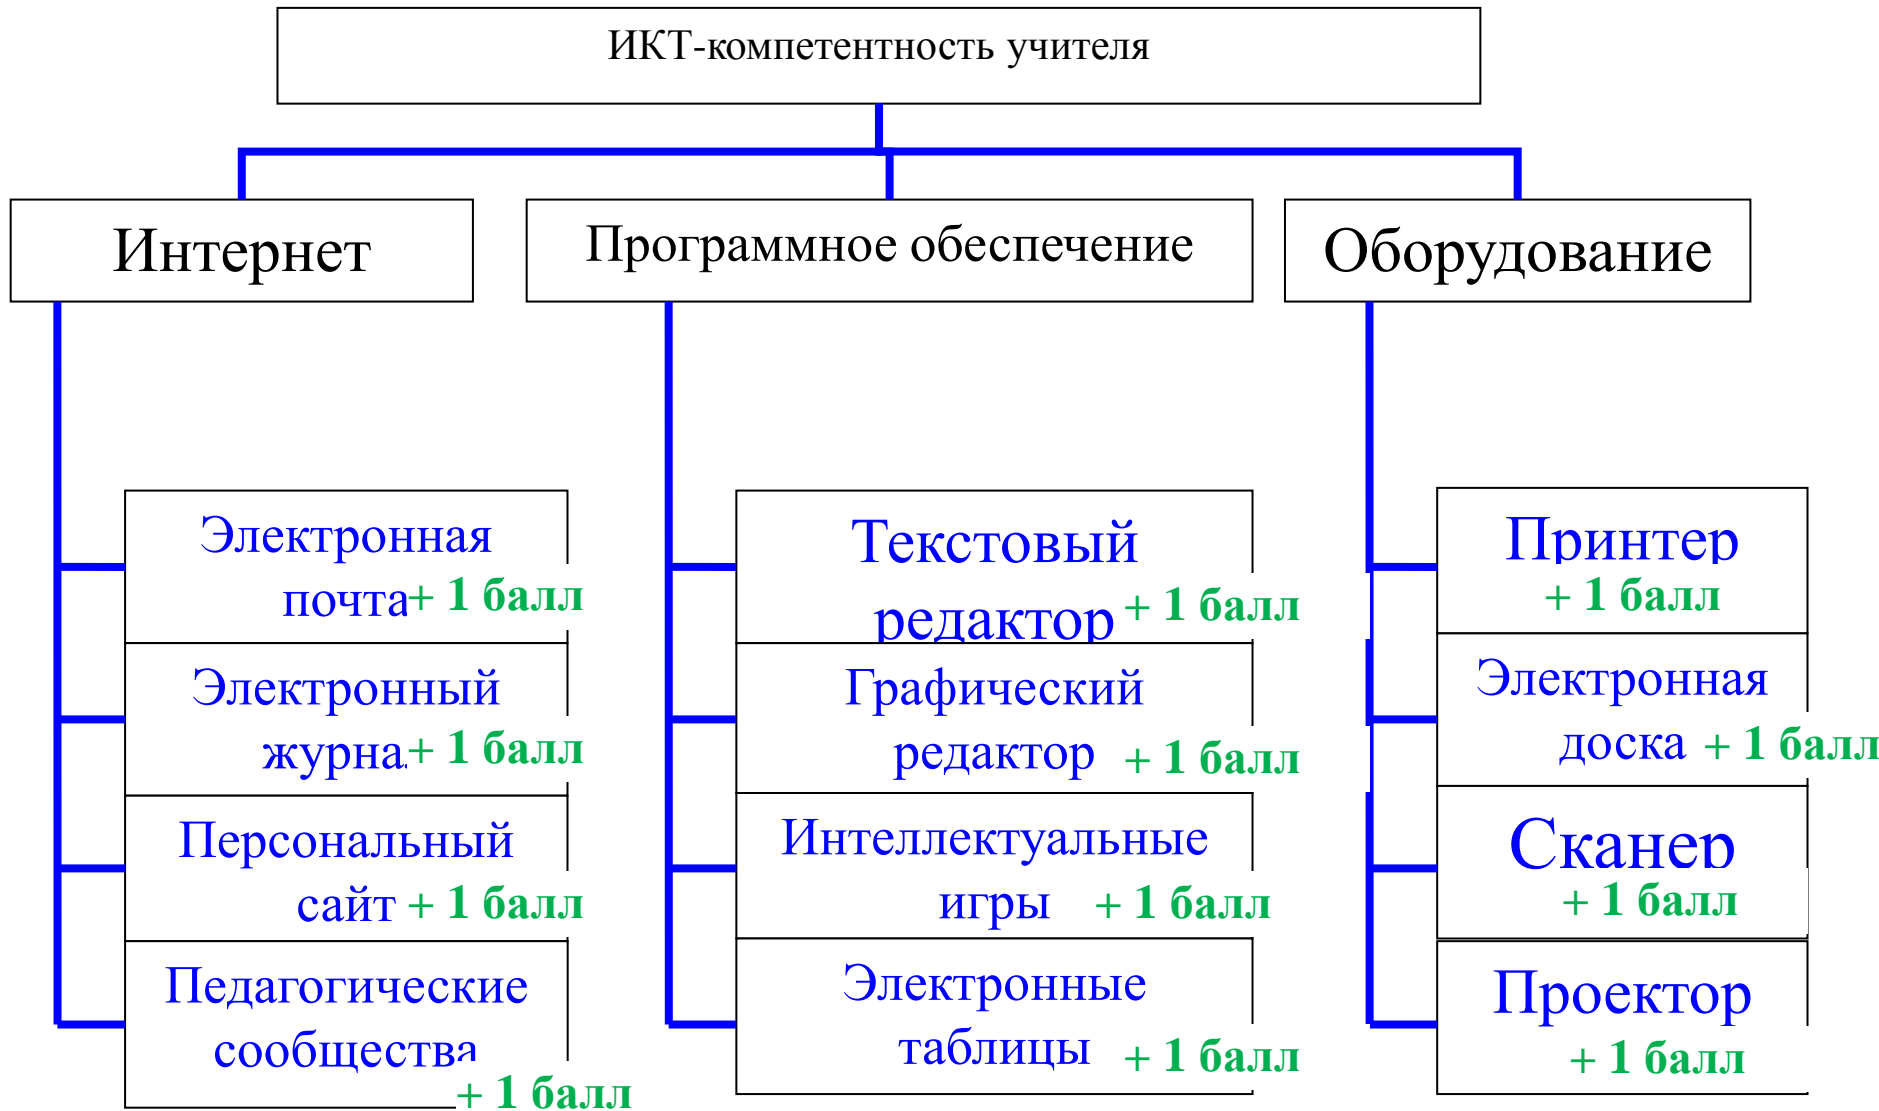 ИКТ-компетентность учителя
Интернет
Программное обеспечение
Оборудование
Электронная
почта+ 1 балл
Электронный
журна+ 1 балл
Персональный
сайт + 1 балл
Педагогические
сообщества
+ 1 балл
Текстовый
редактор + 1 балл
Графический
редактор + 1 балл
Интеллектуальные
игры + 1 балл
Электронные
таблицы + 1 балл
Принтер
+ 1 балл
Электронная
доска + 1 балл
Сканер
+ 1 балл
Проектор
+ 1 балл